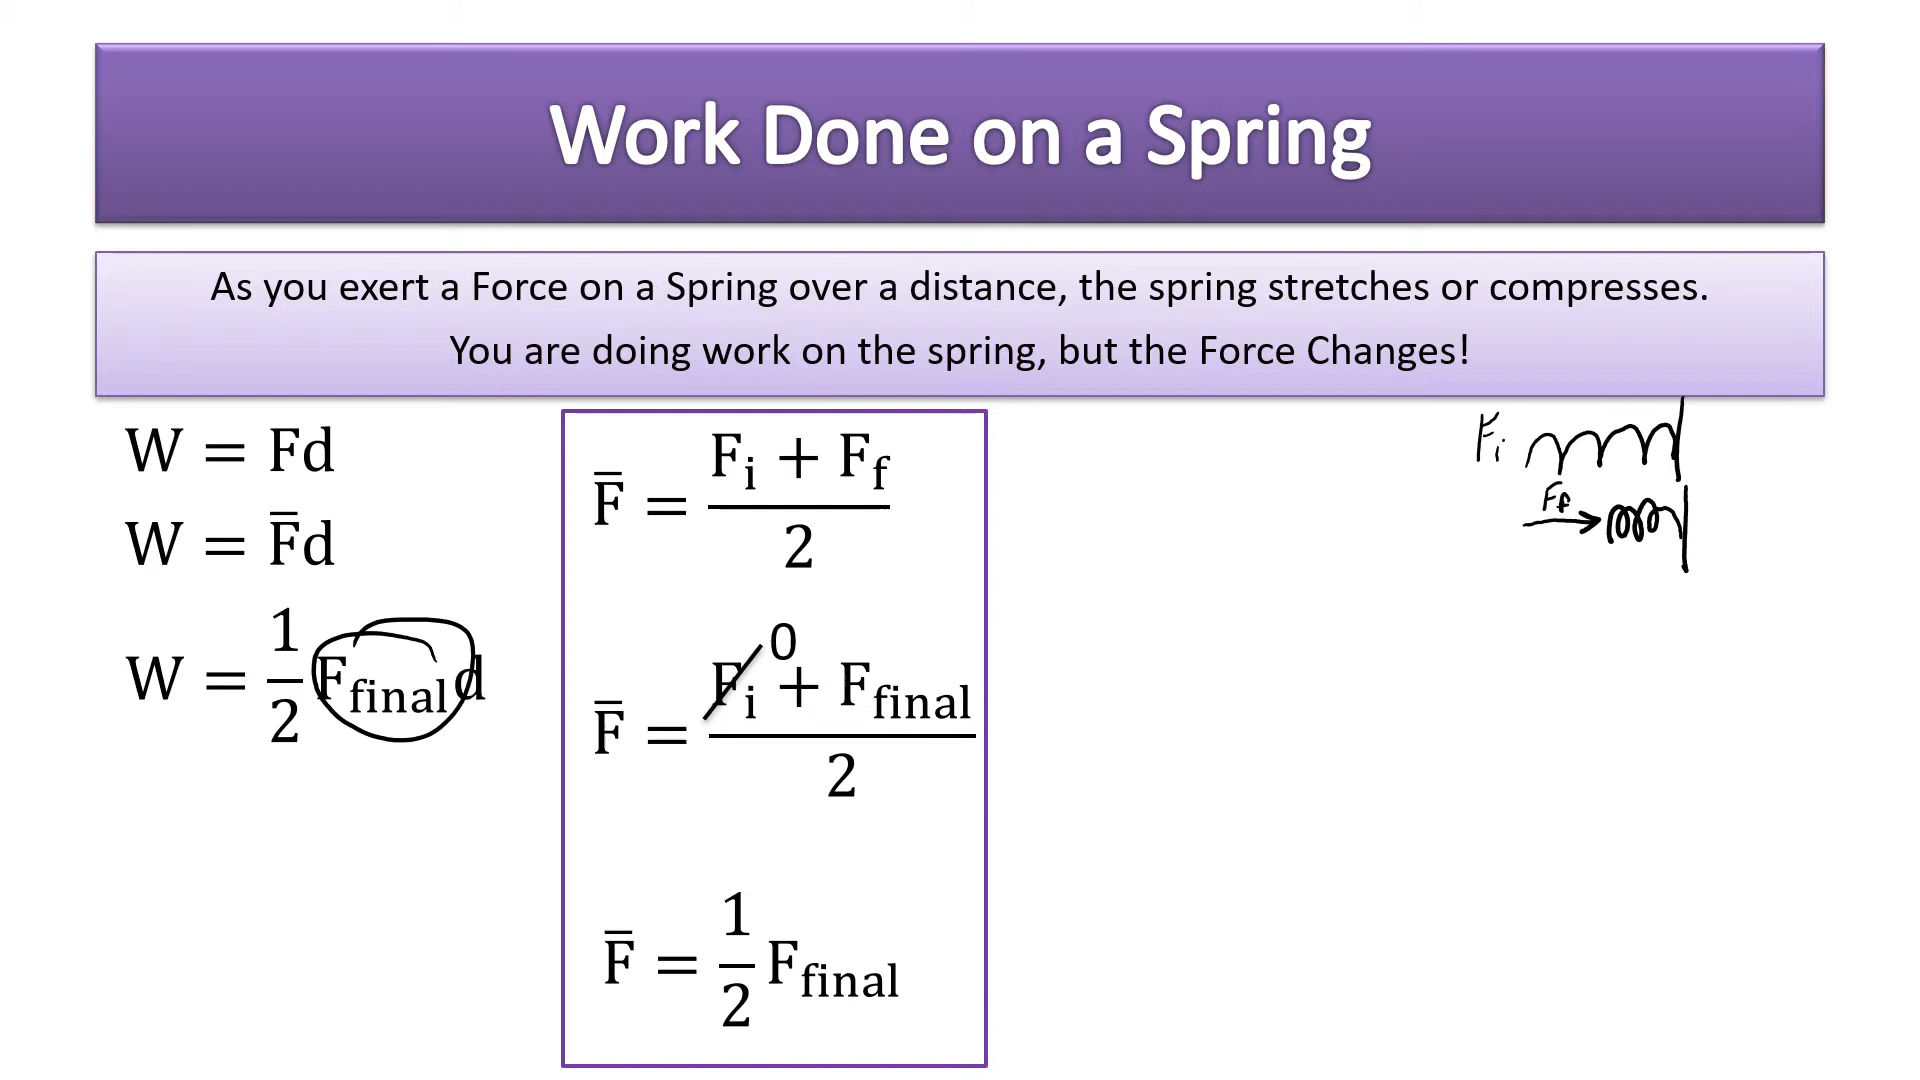 Work Done on a Spring
As you exert a Force on a Spring over a distance, the spring stretches or compresses.
You are doing work on the spring, but the Force Changes!
W = Fd
W = F̅d
W = 1/2 F_final d
F̅ = (F_i + F_f)/2
0
F̅ = (F_i + F_final)/2
F̅ = 1/2 F_final
F_i
F_f